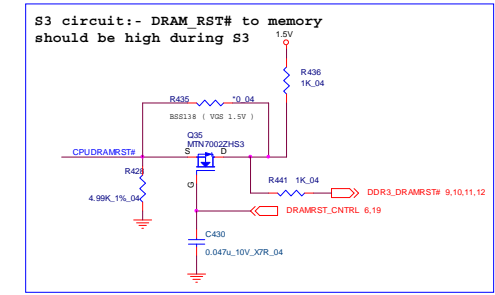 S3 circuit:- DRAM_RST# to memory
should be high during S3
1.5V
R436
1K_04
R435
*0_04
BSS138 ( VGS 1.5V )
Q35
MTN7002ZHS3
CPUDRAMRST#
S
D
R428
4.99K_1%_04
G
R441
1K_04
DDR3_DRAMRST# 9,10,11,12
DRAMRST_CNTRL 6,19
C430
0.047u_10V_X7R_04